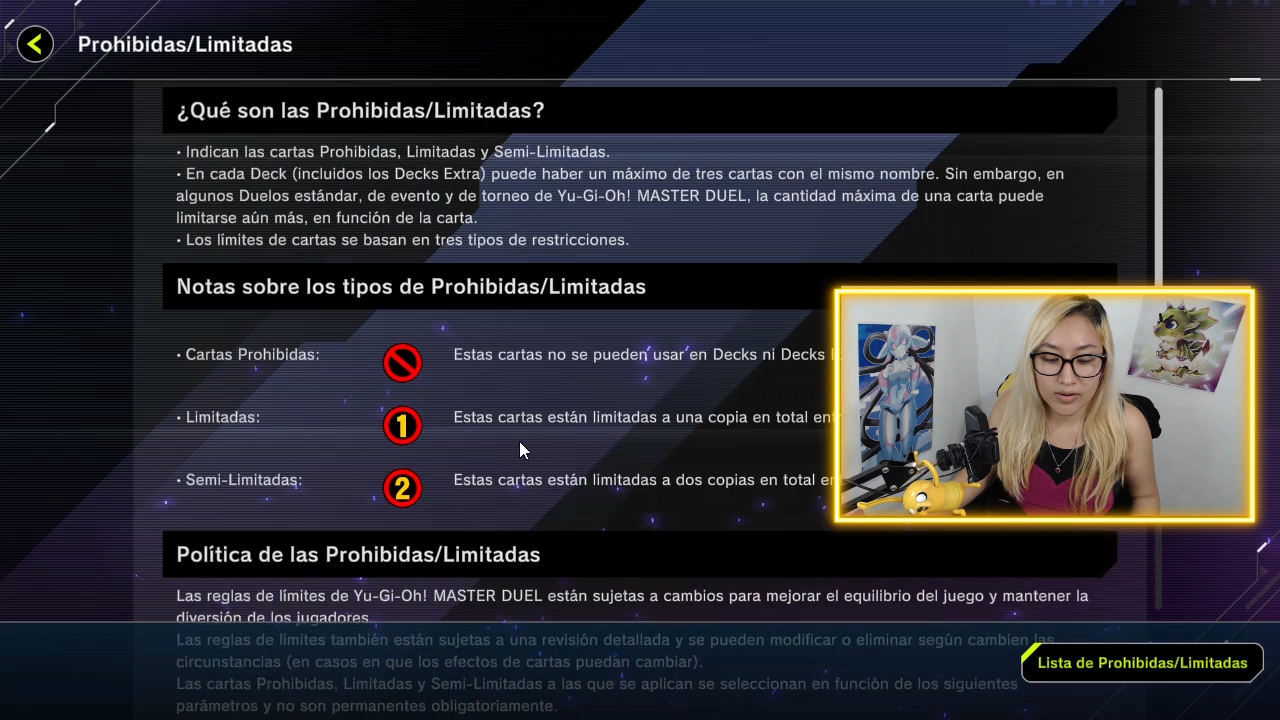 Prohibidas/Limitadas
¿Qué son las Prohibidas/Limitadas?
• Indican las cartas Prohibidas, Limitadas y Semi-Limitadas.
• En cada Deck (incluidos los Decks Extra) puede haber un máximo de tres cartas con el mismo nombre. Sin embargo, en
algunos Duelos estándar, de evento y de torneo de Yu-Gi-Oh! MASTER DUEL, la cantidad máxima de una carta puede
limitarse aún más, en función de la carta.
• Los límites de cartas se basan en tres tipos de restricciones.
Notas sobre los tipos de Prohibidas/Limitadas
• Cartas Prohibidas: Estas cartas no se pueden usar en Decks ni Decks
• Limitadas: 1 Estas cartas están limitadas a una copia en total
• Semi-Limitadas: 2 Estas cartas están limitadas a dos copias en total
Política de las Prohibidas/Limitadas
Las reglas de límites de Yu-Gi-Oh! MASTER DUEL están sujetas a cambios para mejorar el equilibrio del juego y mantener la
diversión de los jugadores.
Las reglas de límites también están sujetas a una revisión detallada y se pueden modificar o eliminar según cambien las
circunstancias (en casos en que los efectos de cartas puedan cambiar).
Las cartas Prohibidas, Limitadas y Semi-Limitadas a las que se aplican se seleccionan en función de los siguientes
parámetros y no son permanentes obligatoriamente.
Lista de Prohibidas/Limitadas